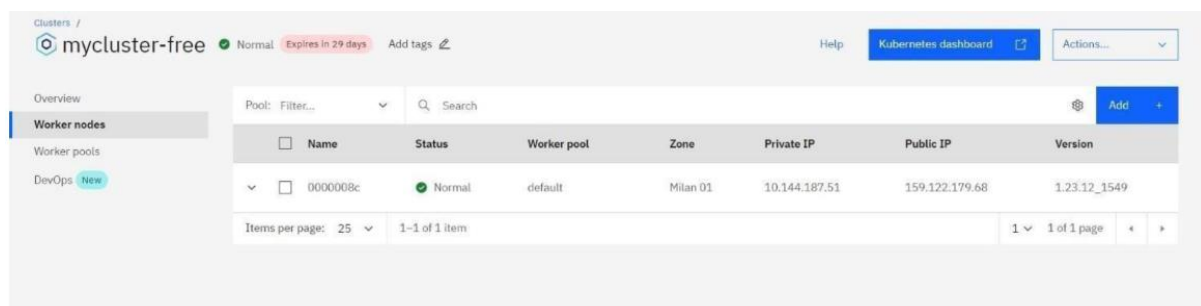 Clusters /
mycluster-free Normal Expires in 29 days Add tags Help Kubernetes dashboard Actions...
Overview
Worker nodes
Worker pools
DevOps New
Pool: Filter... Search Add +
Name Status Worker pool Zone Private IP Public IP Version
0000008c Normal default Milan 01 10.144.187.51 159.122.179.68 1.23.12_1549
Items per page: 25 1–1 of 1 item 1 1 of 1 page